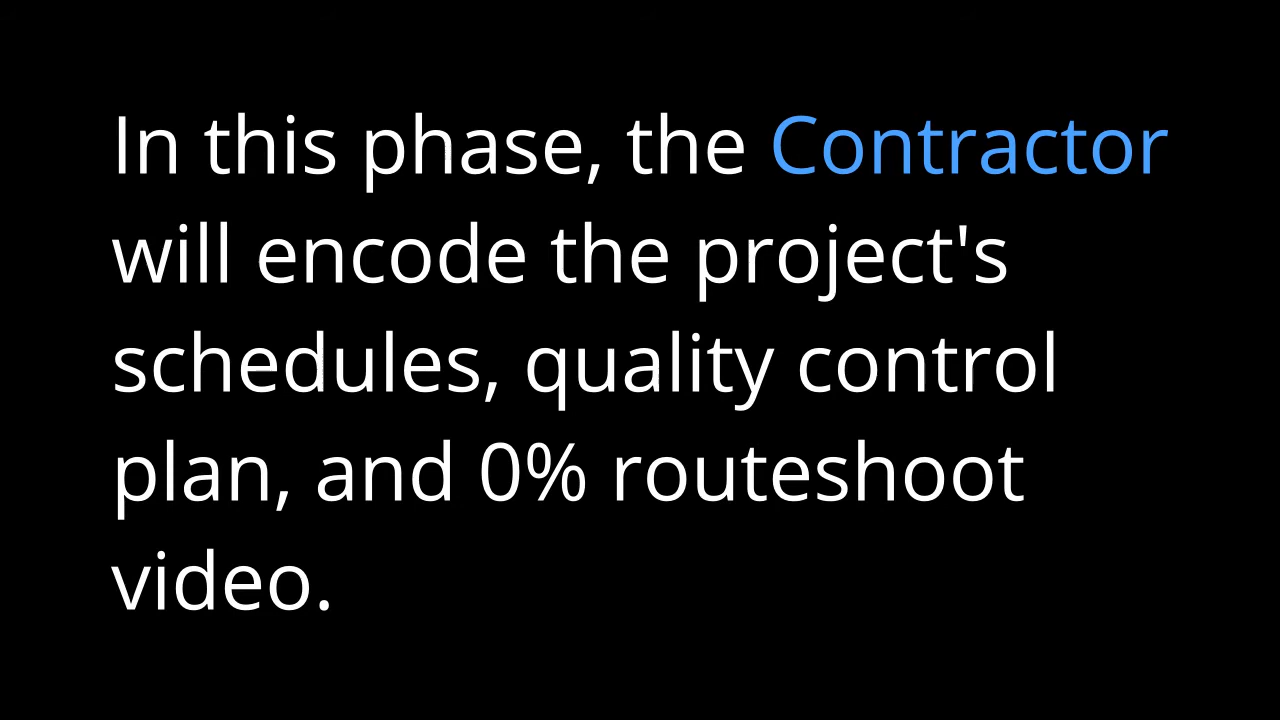 In this phase, the Contractor
will encode the project's
schedules, quality control
plan, and 0% routeshoot
video.